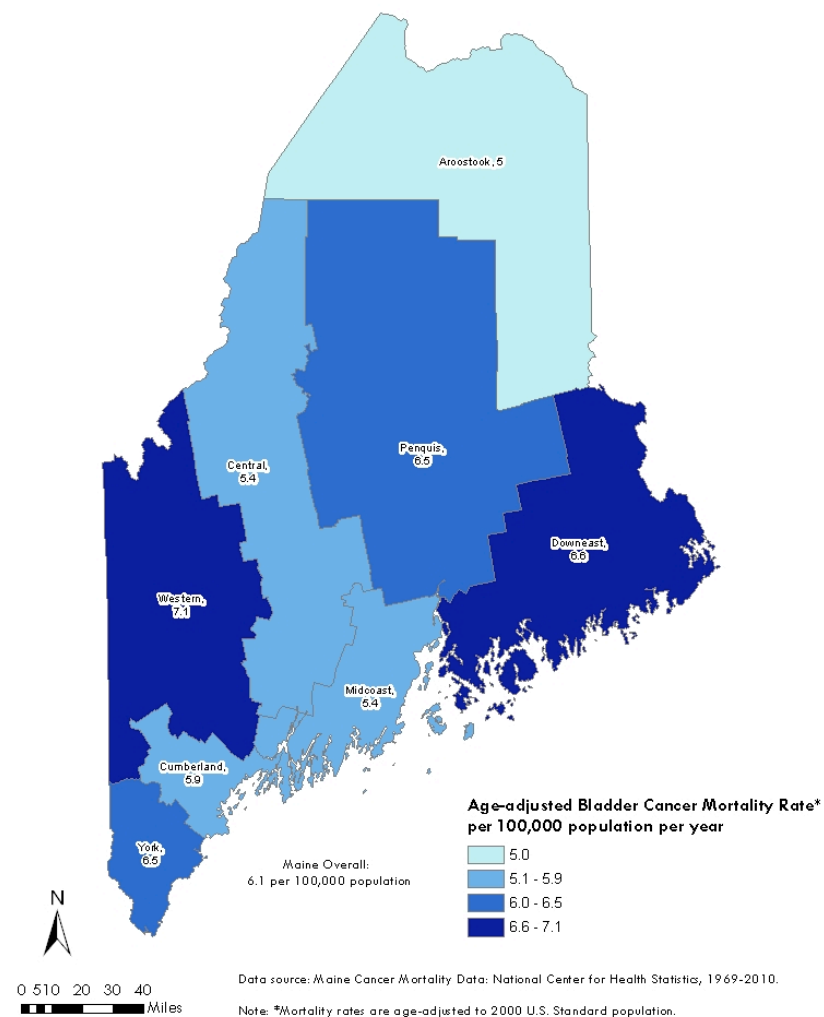 Aroostook, 5
Penquis,
6.5
Central,
5.4
Downeast,
6.6
Western,
7.1
Midcoast,
5.4
Cumberland,
5.9
York,
6.5
Maine Overall:
6.1 per 100,000 population
Age-adjusted Bladder Cancer Mortality Rate*
per 100,000 population per year
5.0
5.1 - 5.9
6.0 - 6.5
6.6 - 7.1
N
0 510 20 30 40
Miles
Data source: Maine Cancer Mortality Data: National Center for Health Statistics, 1969-2010.
Note: *Mortality rates are age-adjusted to 2000 U.S. Standard population.